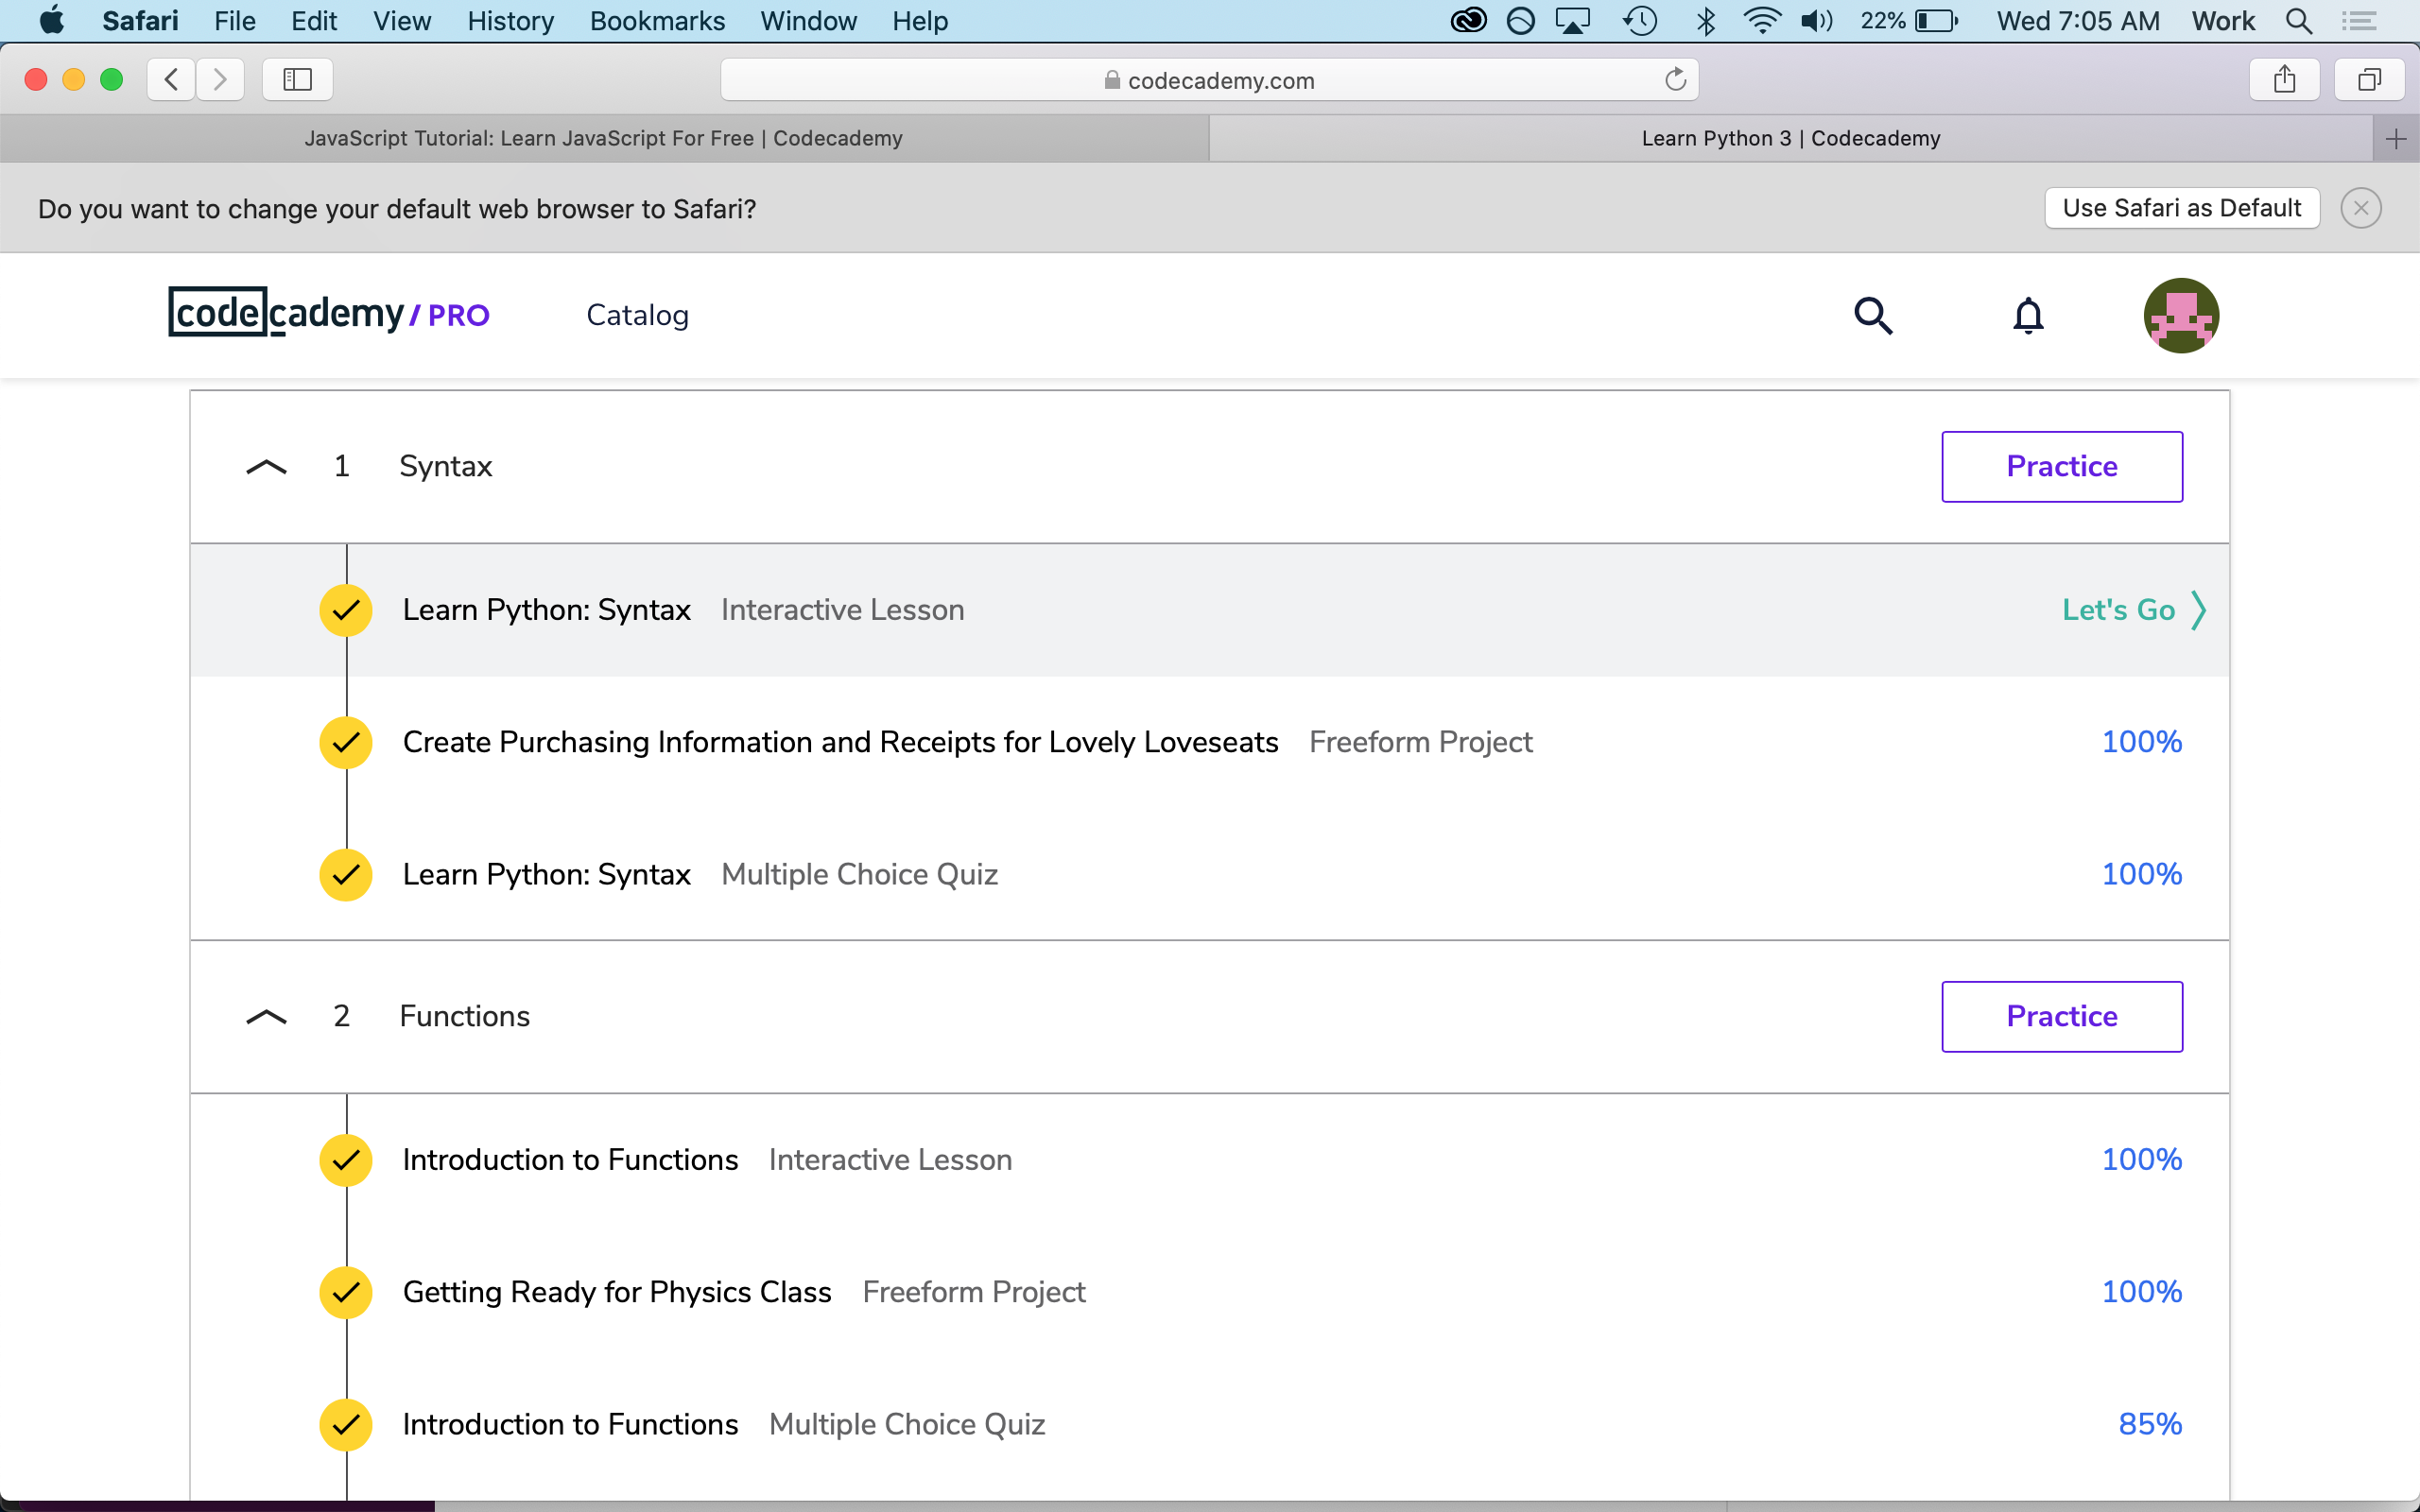 Safari File Edit View History Bookmarks Window Help 22% Wed 7:05 AM Work
codecademy.com
JavaScript Tutorial: Learn JavaScript For Free | Codecademy Learn Python 3 | Codecademy
Do you want to change your default web browser to Safari? Use Safari as Default
codecademy / PRO Catalog
1 Syntax Practice
Learn Python: Syntax Interactive Lesson Let's Go
Create Purchasing Information and Receipts for Lovely Loveseats Freeform Project 100%
Learn Python: Syntax Multiple Choice Quiz 100%
2 Functions Practice
Introduction to Functions Interactive Lesson 100%
Getting Ready for Physics Class Freeform Project 100%
Introduction to Functions Multiple Choice Quiz 85%